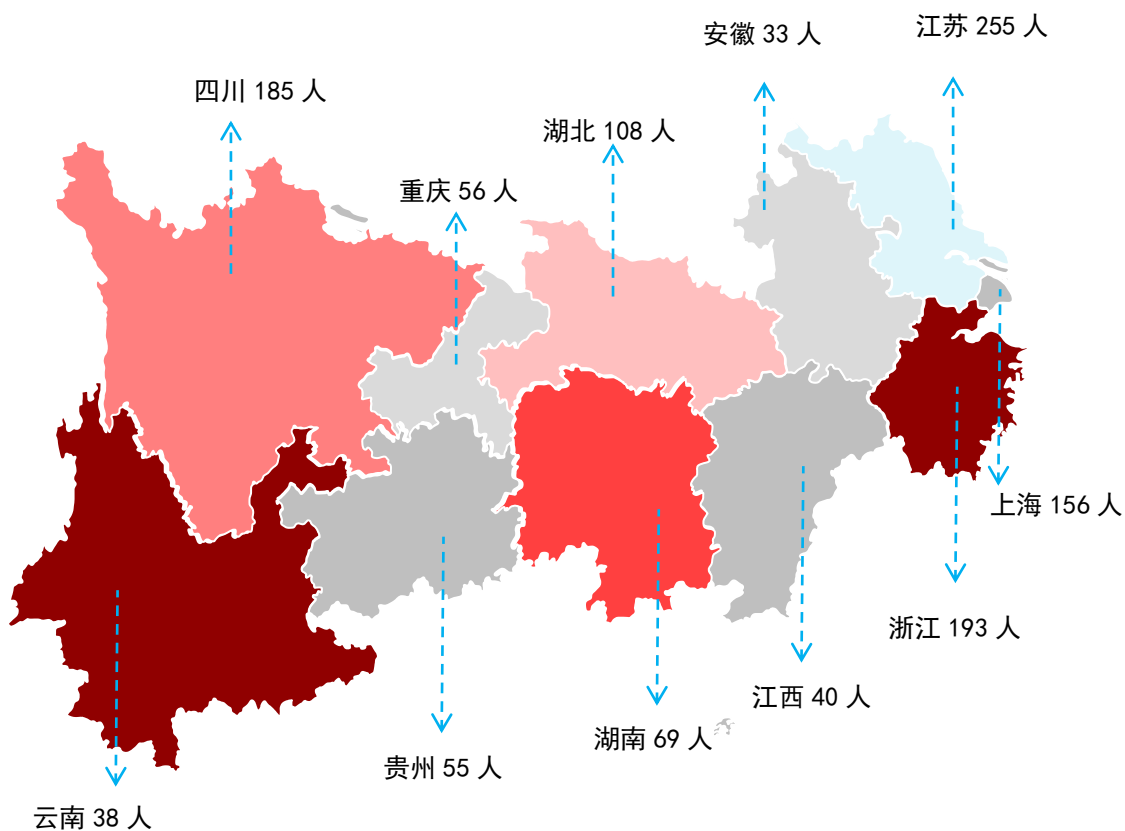 江苏 255 人
安徽 33 人
四川 185 人
湖北 108 人
重庆 56 人
上海 156 人
浙江 193 人
江西 40 人
湖南 69 人
贵州 55 人
云南 38 人